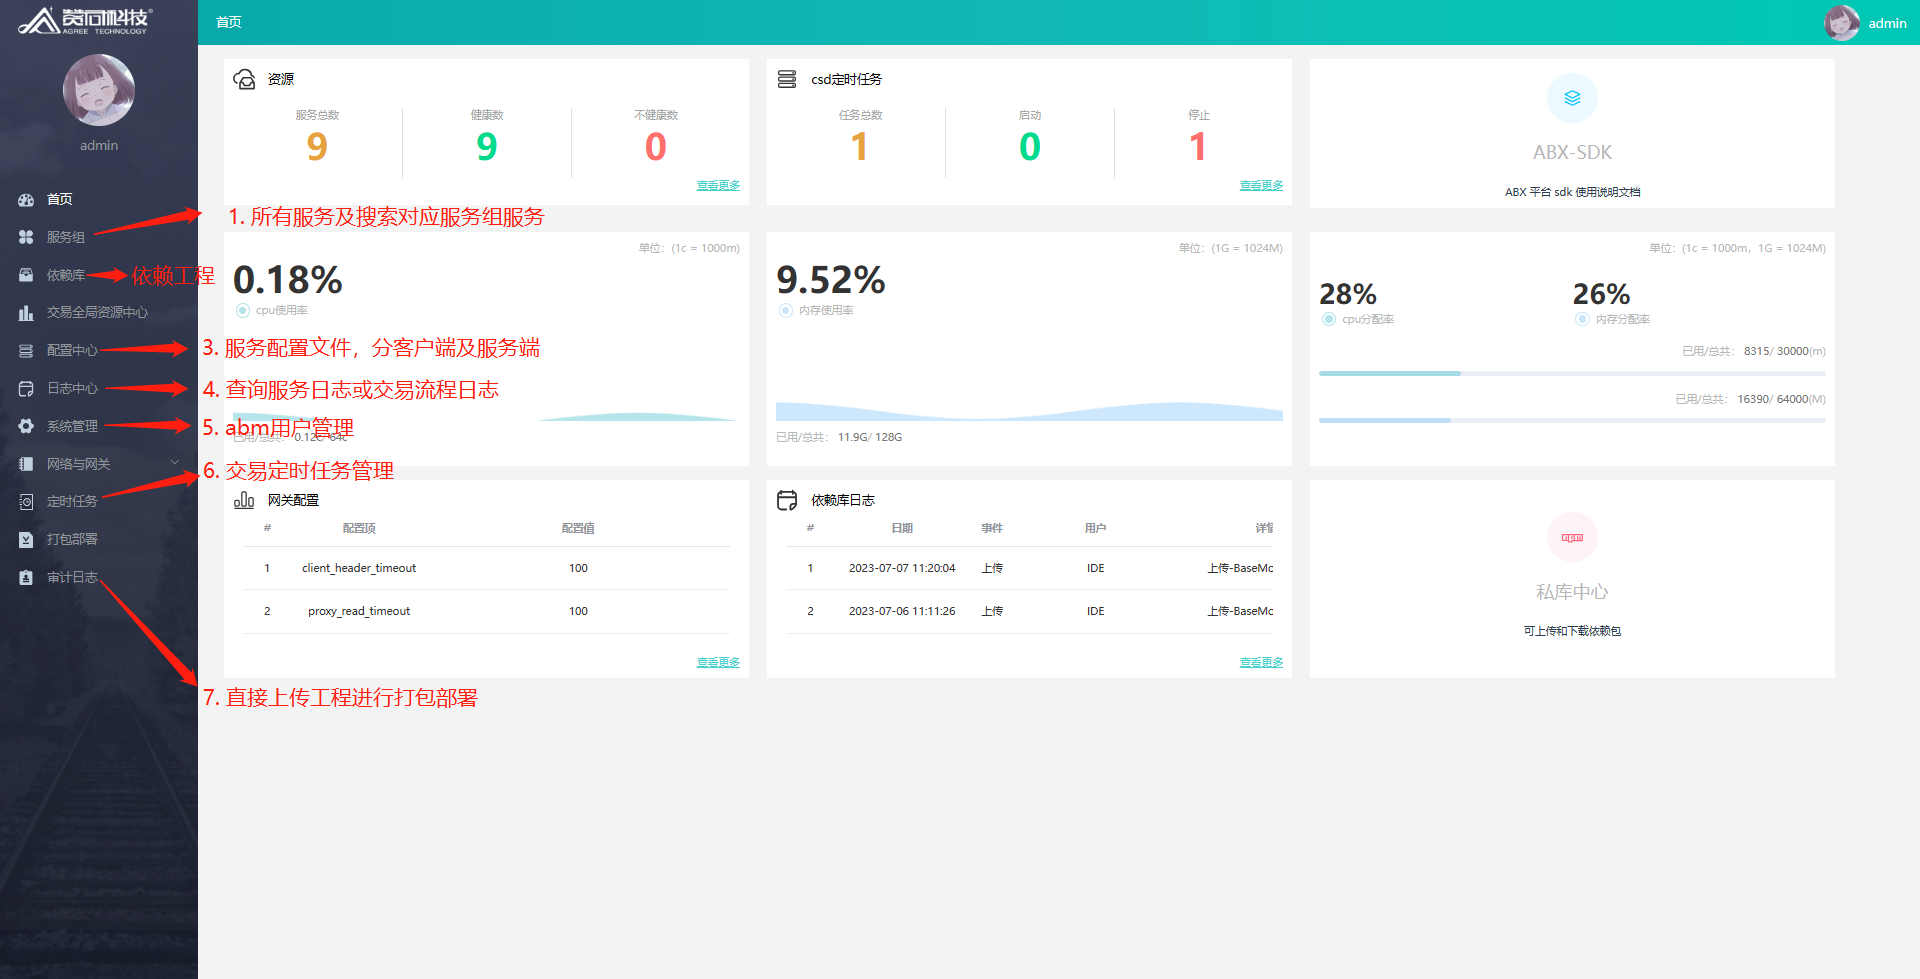 赞同科技®
AGREE TECHNOLOGY
首页
admin
admin
首页
服务组
依赖库
交易全局资源中心
配置中心
日志中心
系统管理
网络与网关
定时任务
打包部署
审计日志
1. 所有服务及搜索对应服务组服务
依赖工程
3. 服务配置文件，分客户端及服务端
4. 查询服务日志或交易流程日志
5. abm用户管理
6. 交易定时任务管理
7. 直接上传工程进行打包部署
资源
服务总数 健康数 不健康数
9 9 0
查看更多
csd定时任务
任务总数 启动 停止
1 0 1
查看更多
ABX-SDK
ABX 平台 sdk 使用说明文档
单位：(1c = 1000m)
0.18%
cpu使用率
已用/总共： 0.12c/ 64c
单位：(1G = 1024M)
9.52%
内存使用率
已用/总共： 11.9G/ 128G
单位：(1c = 1000m，1G = 1024M)
28% 26%
cpu分配率 内存分配率
已用/总共： 8315/ 30000(m)
已用/总共： 16390/ 64000(M)
网关配置
# 配置项 配置值
1 client_header_timeout 100
2 proxy_read_timeout 100
查看更多
依赖库日志
# 日期 事件 用户 详情
1 2023-07-07 11:20:04 上传 IDE 上传-BaseMo
2 2023-07-06 11:11:26 上传 IDE 上传-BaseMo
查看更多
npm
私库中心
可上传和下载依赖包